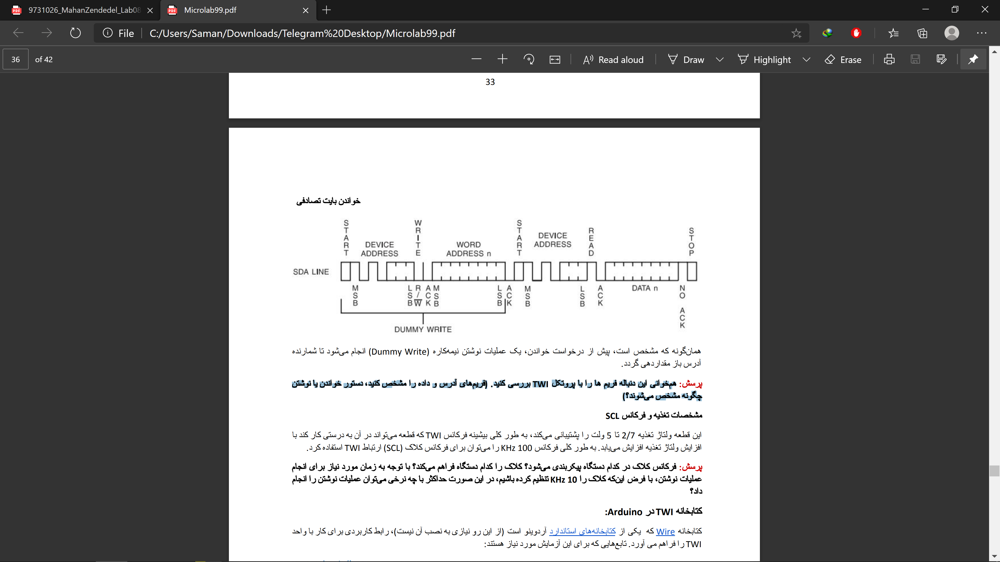 9731026_MahanZendedel_Lab08
Microlab99.pdf
File
C:/Users/Saman/Downloads/Telegram%20Desktop/Microlab99.pdf
36 of 42
Read aloud
Draw
Highlight
Erase
33
خواندن بایت تصادفی
START
DEVICE ADDRESS
WRITE
WORD ADDRESS n
START
DEVICE ADDRESS
READ
STOP
SDA LINE
MSB
LSB
R/W
ACK
MSB
LSB
ACK
MSB
LSB
ACK
DATA n
NO ACK
DUMMY WRITE
همان‌گونه که مشخص است، پیش از درخواست خواندن، یک عملیات نوشتن نیمه‌کاره (Dummy Write) انجام می‌شود تا شمارنده
آدرس باز مقداردهی گردد.
پرسش: هم‌خوانی این دنباله فریم ها را با پروتکل TWI بررسی کنید. (فریم‌های آدرس و داده را مشخص کنید، دستور خواندن یا نوشتن
چگونه مشخص می‌شوند؟)
مشخصات تغذیه و فرکانس SCL
این قطعه ولتاژ تغذیه 2/7 تا 5 ولت را پشتیبانی می‌کند، به طور کلی بیشینه فرکانس TWI که قطعه می‌تواند در آن به درستی کار کند با
افزایش ولتاژ تغذیه افزایش می‌یابد. به طور کلی فرکانس 100 KHz را می‌توان برای فرکانس کلاک (SCL) ارتباط TWI استفاده کرد.
پرسش: فرکانس کلاک در کدام دستگاه پیکربندی می‌شود؟ کلاک را کدام دستگاه فراهم می‌کند؟ با توجه به زمان مورد نیاز برای انجام
عملیات نوشتن، با فرض این‌که کلاک را 10 KHz تنظیم کرده باشیم، در این صورت حداکثر با چه نرخی می‌توان عملیات نوشتن را انجام
داد؟
کتابخانه TWI در Arduino:
کتابخانه Wire که یکی از کتابخانه‌های استاندارد آردوینو است (از این رو نیازی به نصب آن نیست)، رابط کاربردی برای کار با واحد
TWI را فراهم می آورد. تابع‌هایی که برای این آزمایش مورد نیاز هستند: